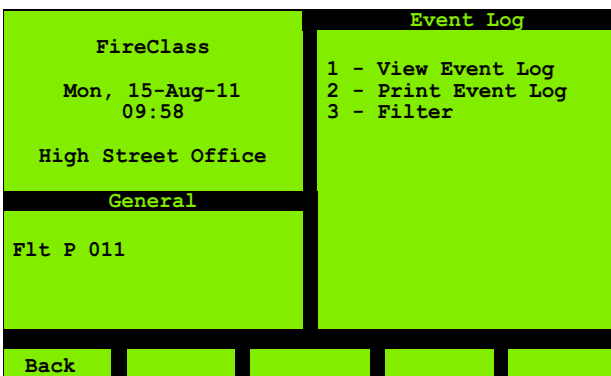 FireClass
Mon, 15-Aug-11
09:58
High Street Office
General
Flt P 011
Event Log
1 - View Event Log
2 - Print Event Log
3 - Filter
Back